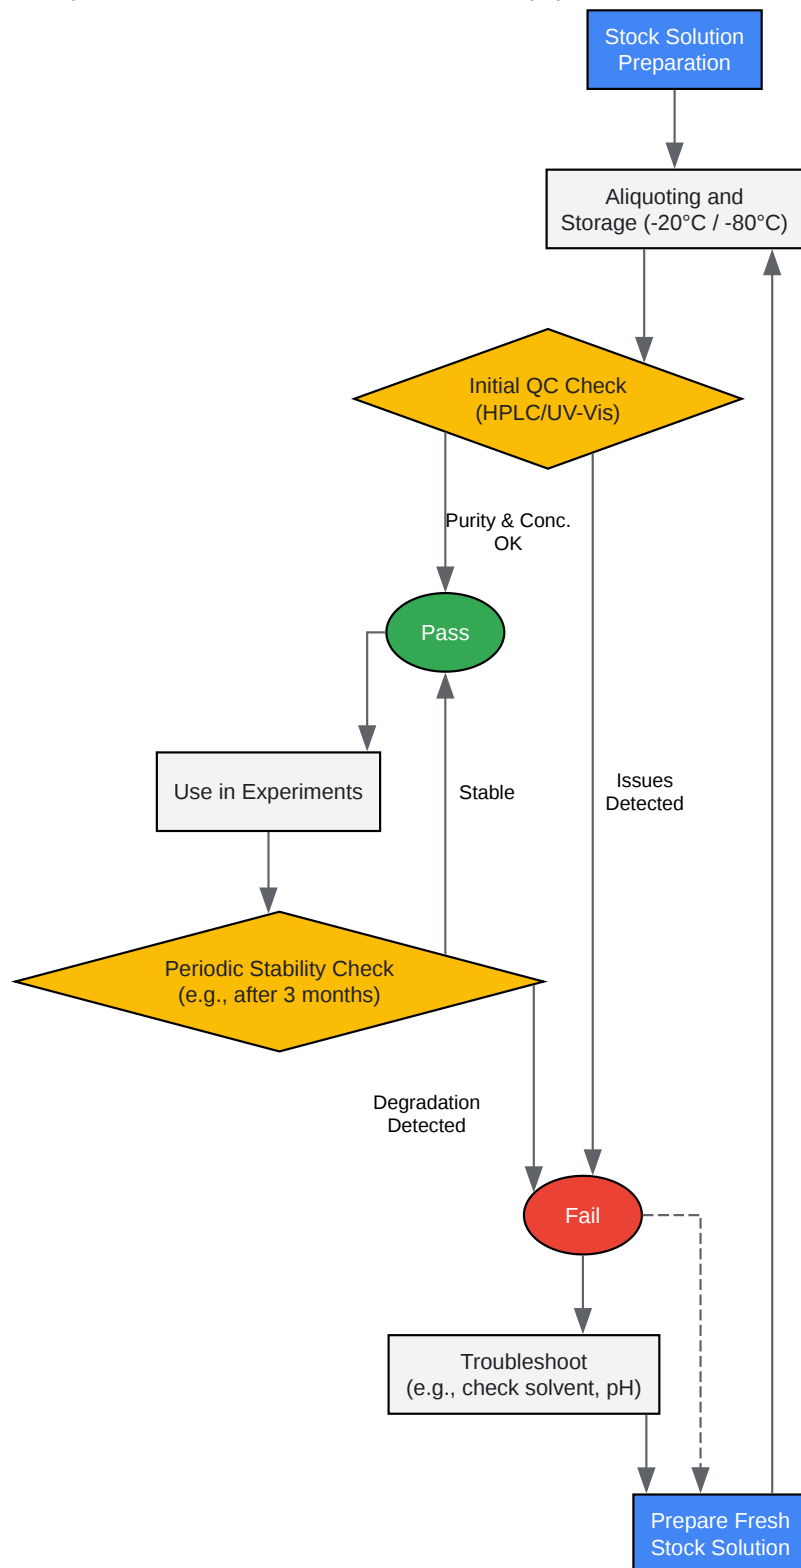 Stock Solution
Preparation
Aliquoting and
Storage (-20°C / -80°C)
Initial QC Check
(HPLC/UV-Vis)
Purity & Conc.
OK
Pass
Use in Experiments
Stable
Issues
Detected
Periodic Stability Check
(e.g., after 3 months)
Degradation
Detected
Fail
Troubleshoot
(e.g., check solvent, pH)
Prepare Fresh
Stock Solution